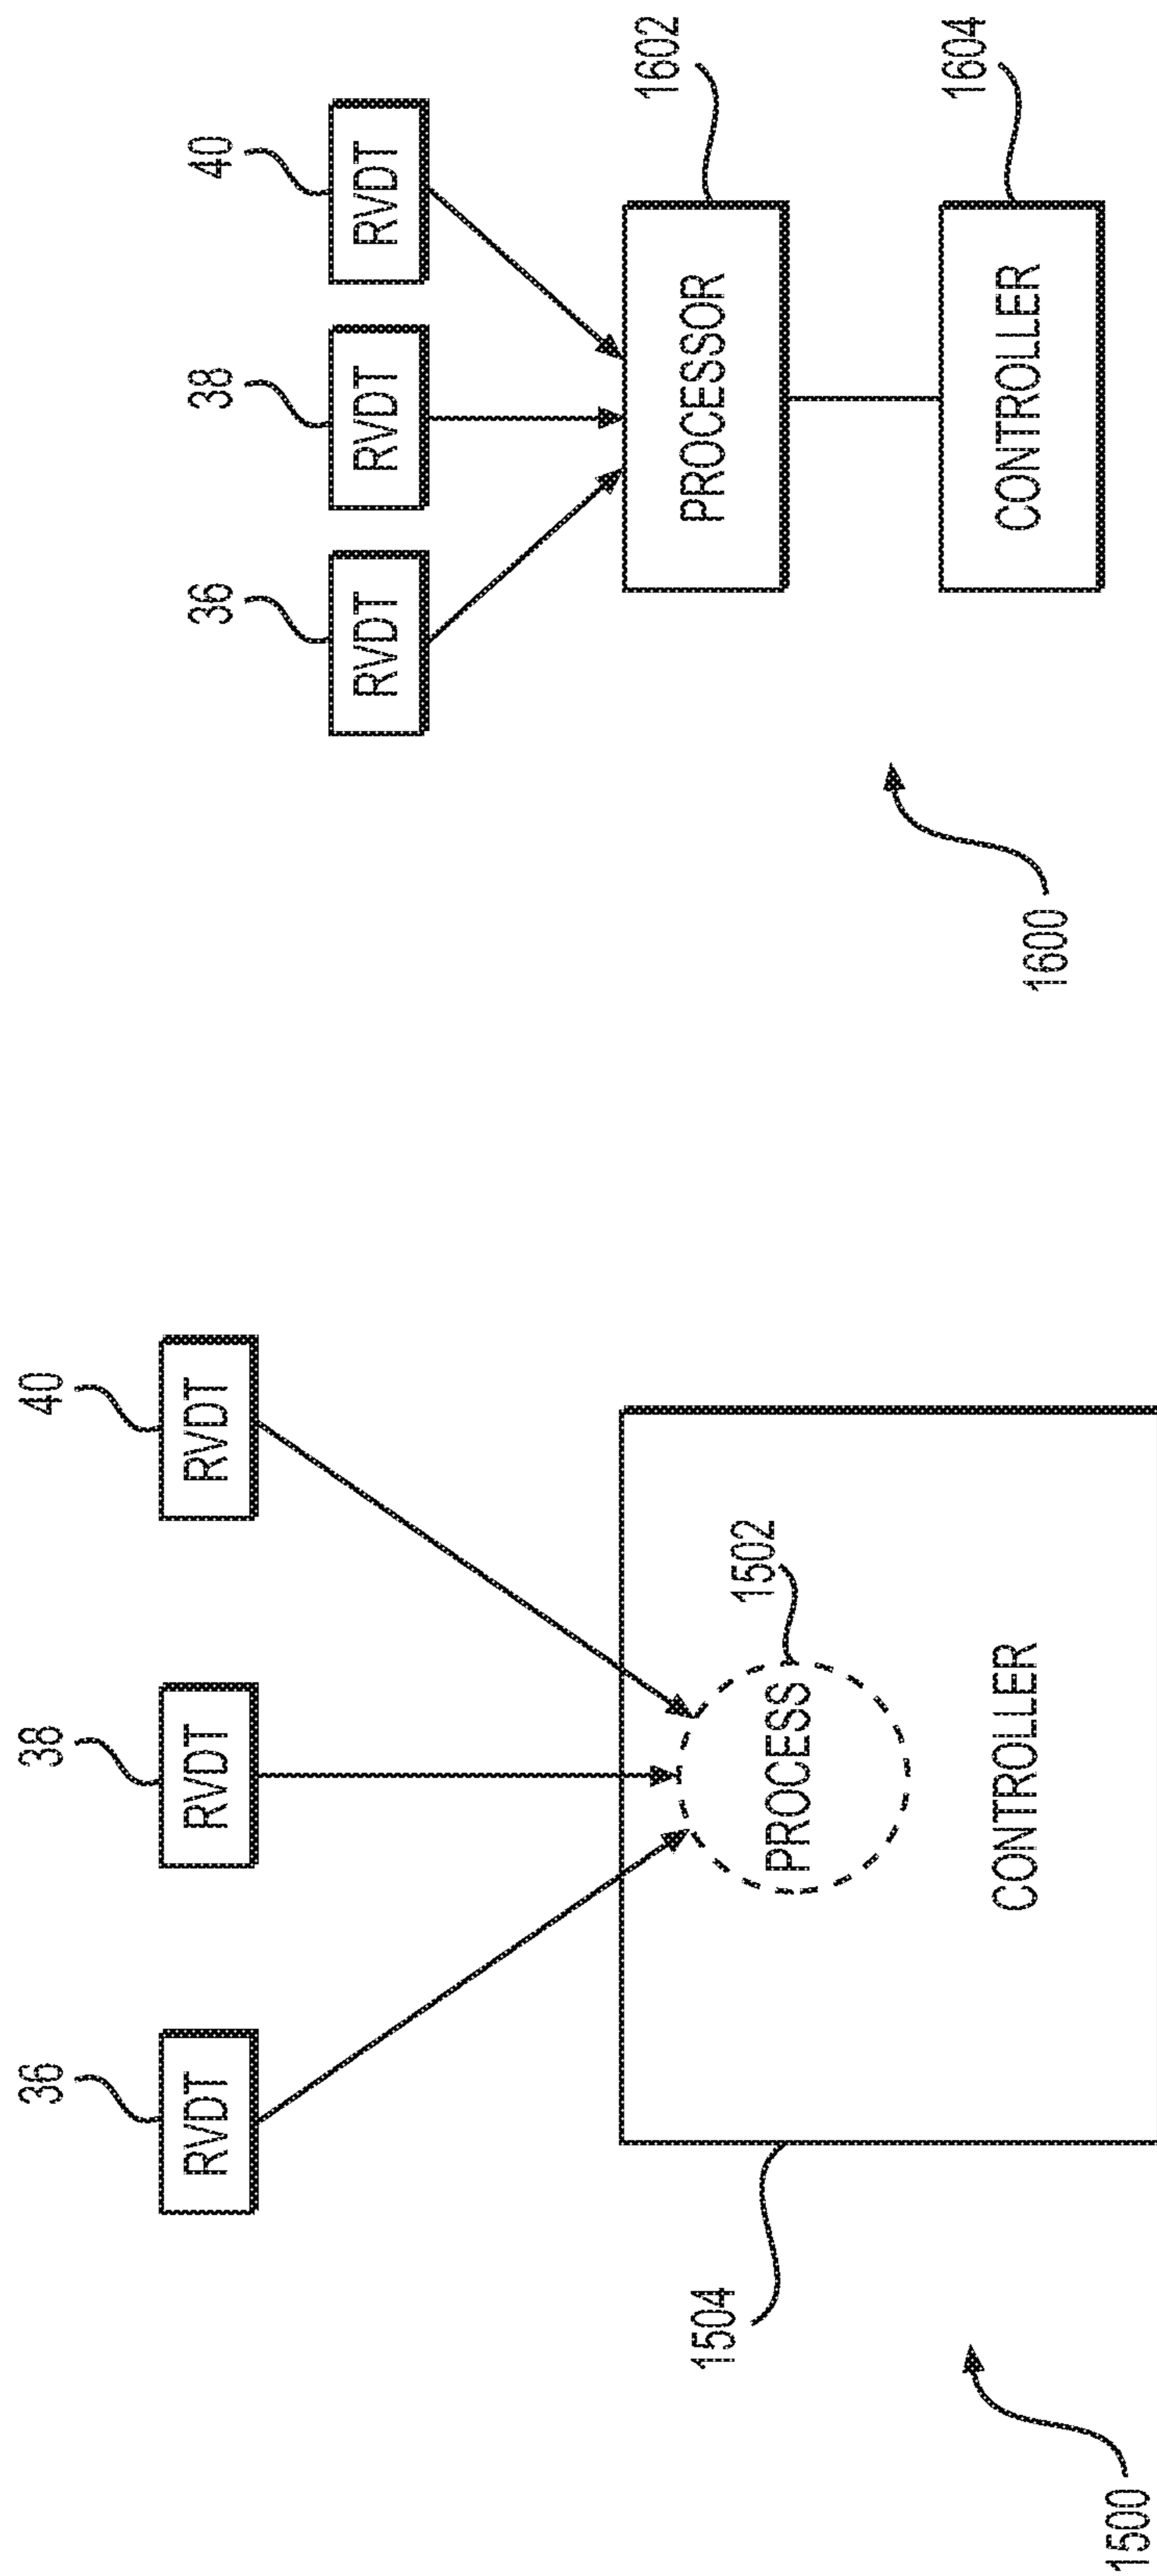 36
38
40
RVDT
RVDT
RVDT
1502
PROCESS
1504
CONTROLLER
1500
36
38
40
RVDT
RVDT
RVDT
1602
PROCESSOR
1604
CONTROLLER
1600